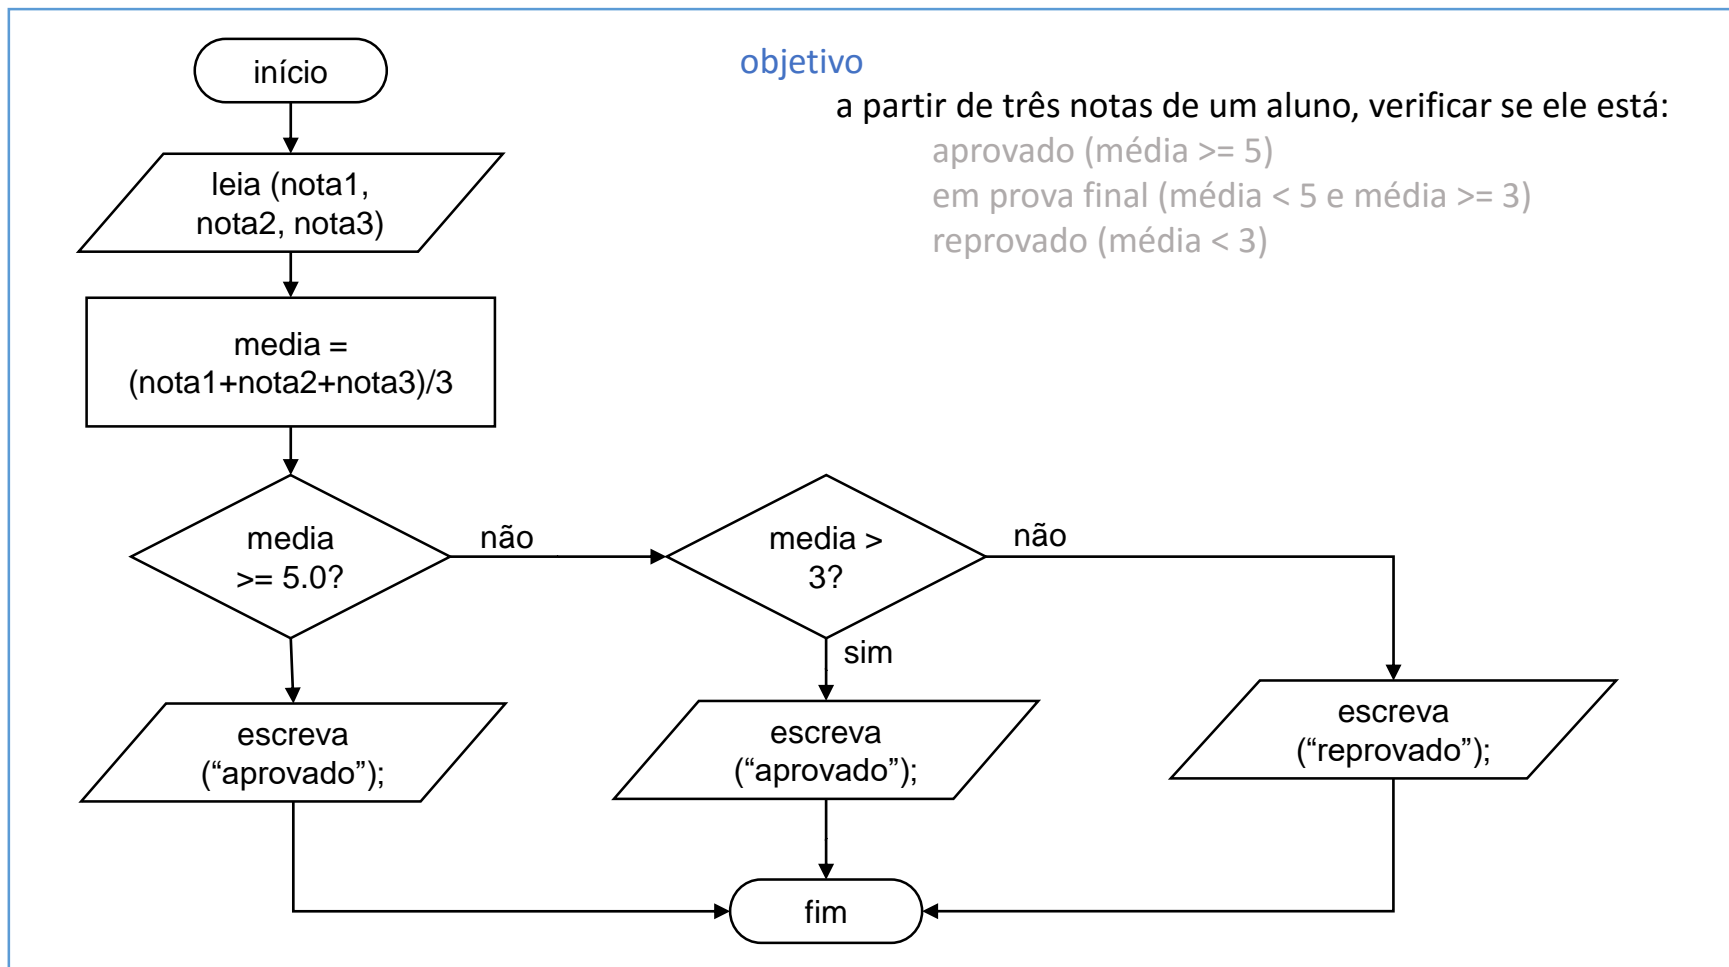 início
objetivo
a partir de três notas de um aluno, verificar se ele está:
aprovado (média >= 5)
em prova final (média < 5 e média >= 3)
reprovado (média < 3)
leia (nota1,
nota2, nota3)
media =
(nota1+nota2+nota3)/3
media
>= 5.0?
não
media >
3?
não
sim
escreva
(“aprovado”);
escreva
(“aprovado”);
escreva
(“reprovado”);
fim